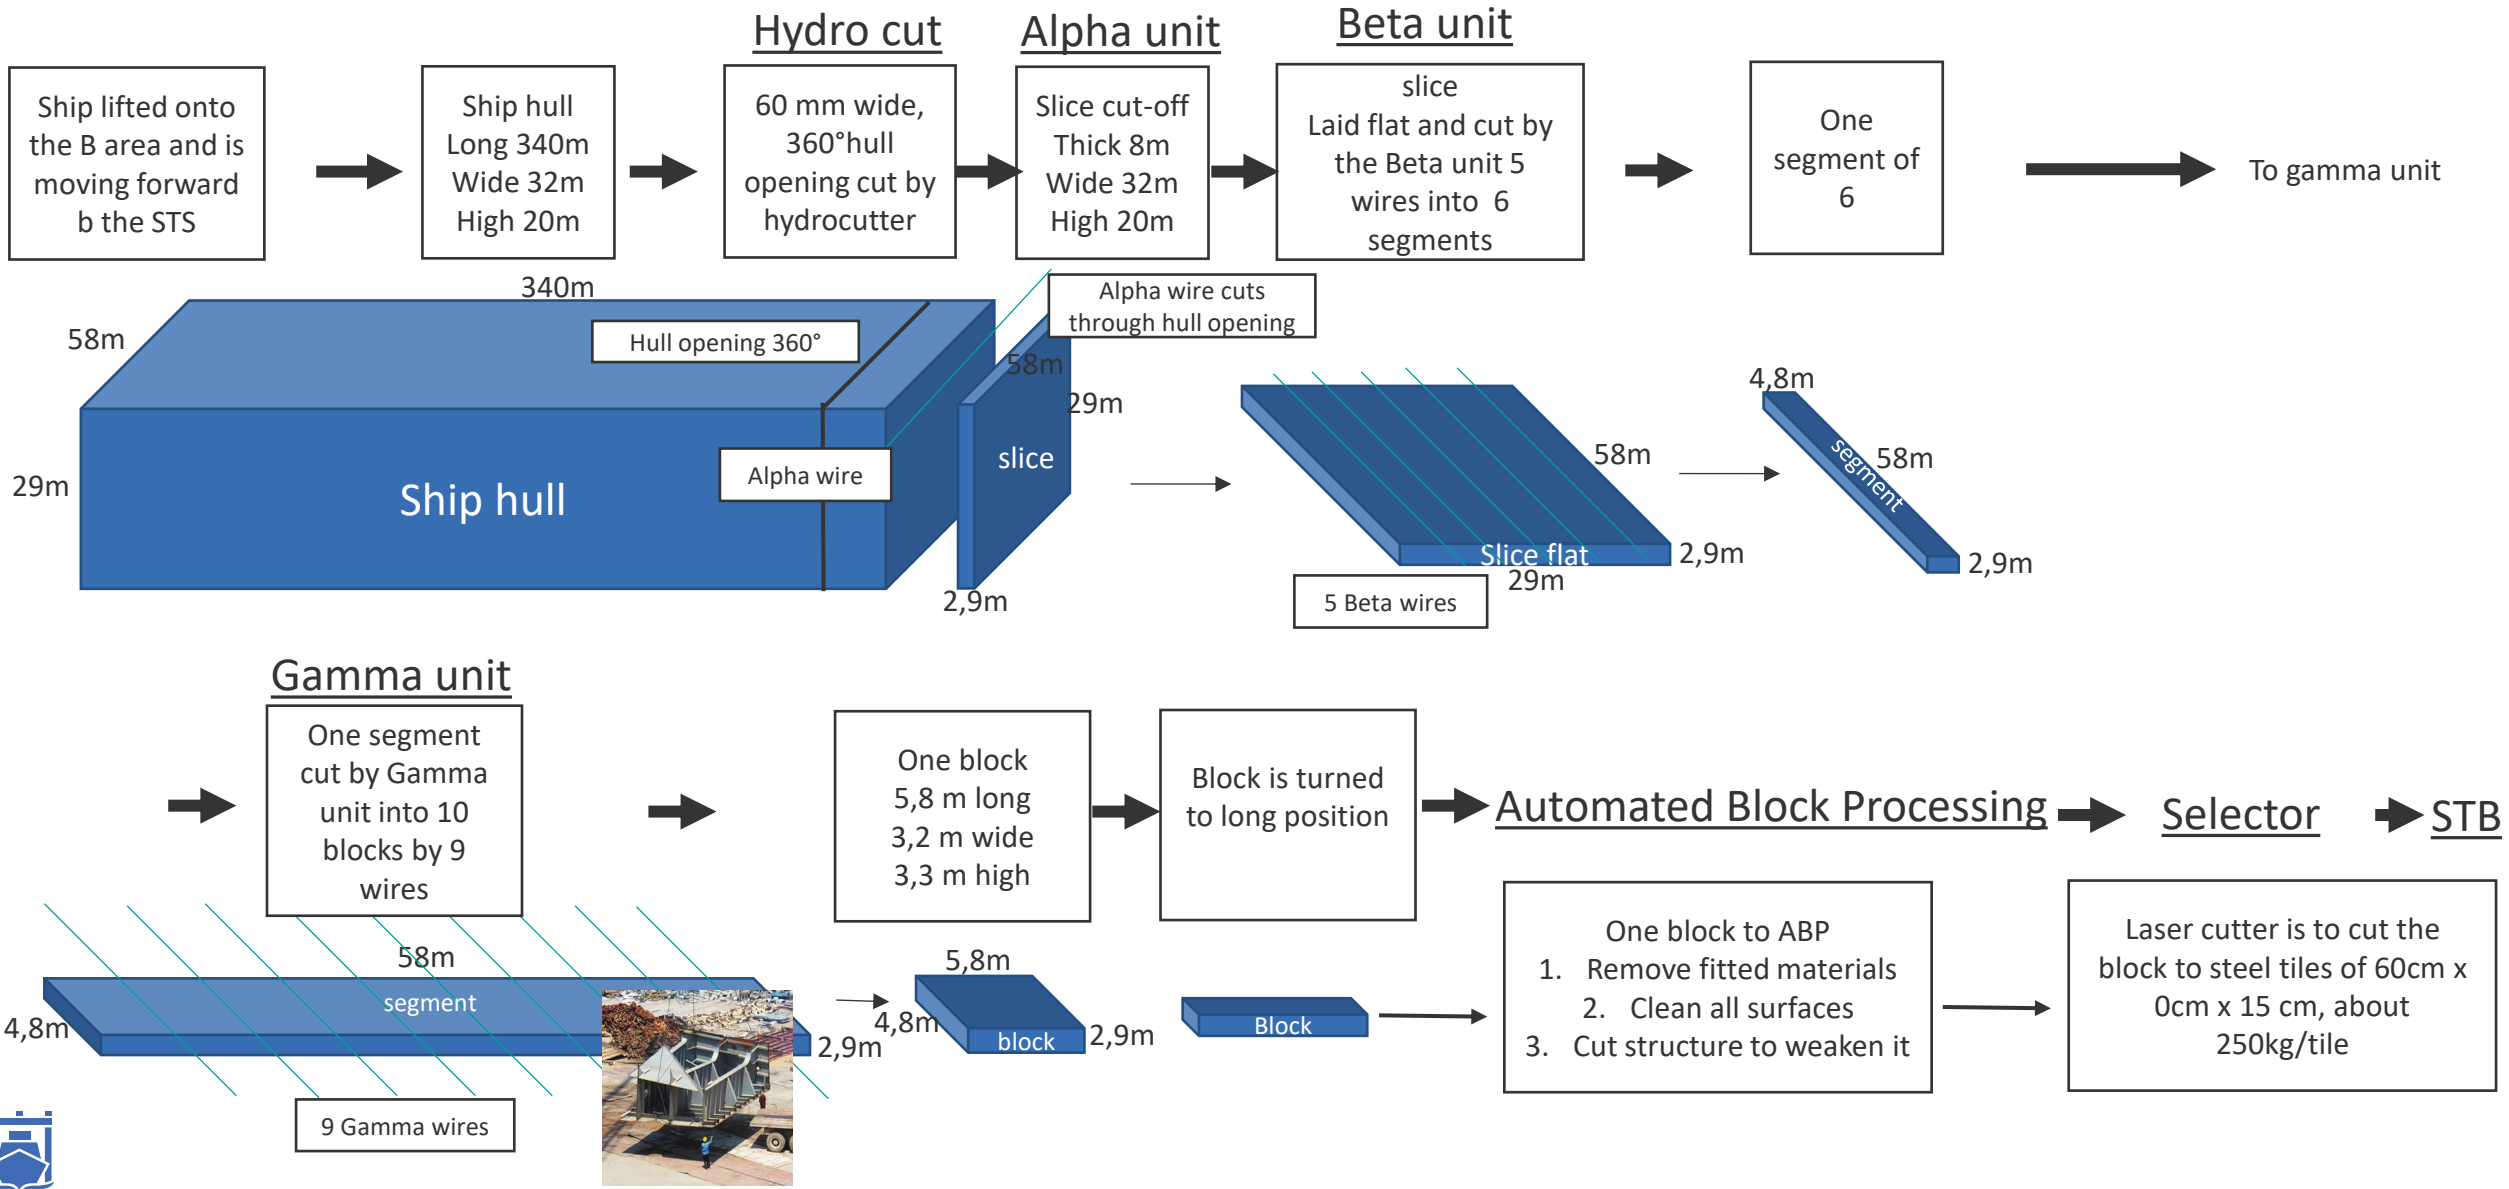 Hydro cut
Alpha unit
Beta unit
Ship lifted onto
the B area and is
moving forward
b the STS
Ship hull
Long 340m
Wide 32m
High 20m
60 mm wide,
360°hull
opening cut by
hydrocutter
Slice cut-off
Thick 8m
Wide 32m
High 20m
slice
Laid flat and cut by
the Beta unit 5
wires into 6
segments
One
segment of
6
To gamma unit
340m
58m
Hull opening 360°
Alpha wire cuts
through hull opening
58m
29m
Alpha wire
slice
29m
Ship hull
2,9m
58m
Slice flat
2,9m
29m
5 Beta wires
4,8m
segment
58m
2,9m
Gamma unit
One segment
cut by Gamma
unit into 10
blocks by 9
wires
One block
5,8 m long
3,2 m wide
3,3 m high
Block is turned
to long position
Automated Block Processing
Selector
STB
58m
segment
4,8m
2,9m
9 Gamma wires
5,8m
4,8m
block
2,9m
Block
One block to ABP
1. Remove fitted materials
2. Clean all surfaces
3. Cut structure to weaken it
Laser cutter is to cut the
block to steel tiles of 60cm x
0cm x 15 cm, about
250kg/tile